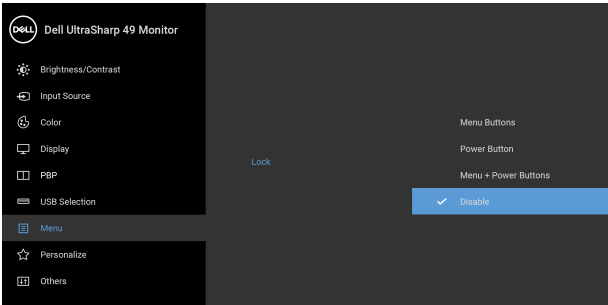 DELL Dell UltraSharp 49 Monitor
Brightness/Contrast
Input Source
Color
Display
PBP
USB Selection
Menu
Personalize
Others
Lock
Menu Buttons
Power Button
Menu + Power Buttons
Disable